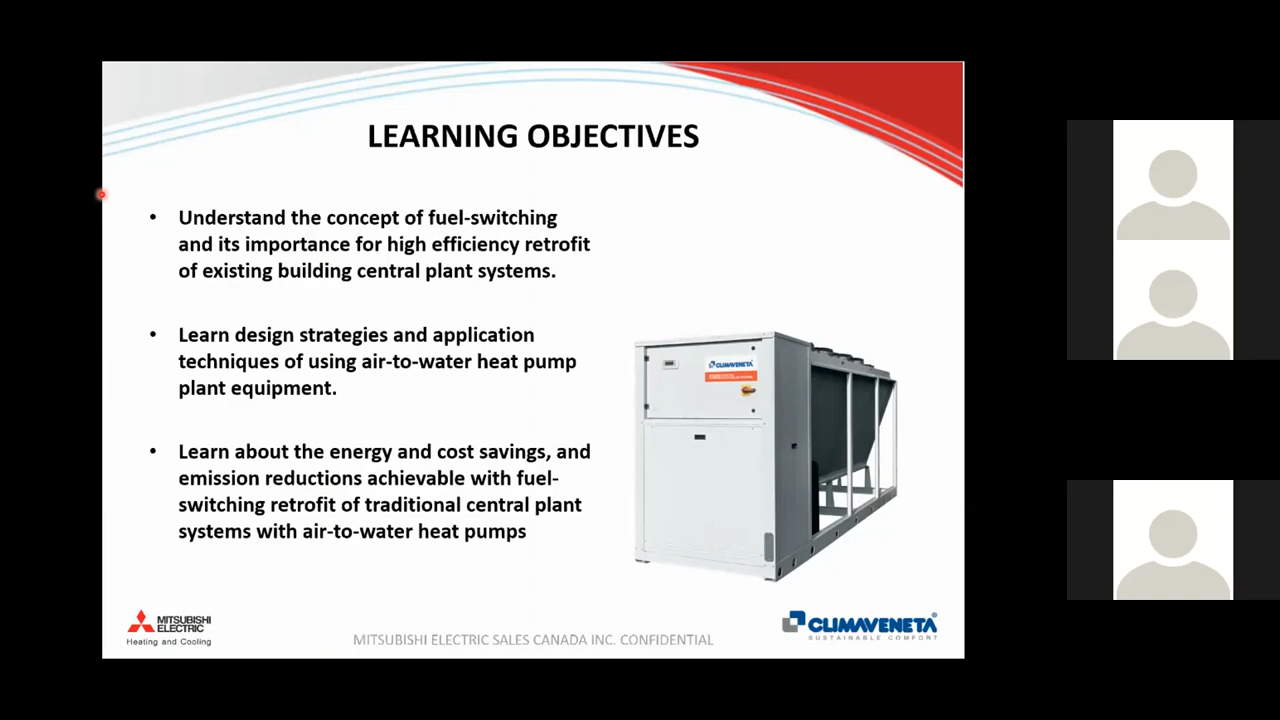 LEARNING OBJECTIVES
• Understand the concept of fuel-switching
and its importance for high efficiency retrofit
of existing building central plant systems.
• Learn design strategies and application
techniques of using air-to-water heat pump
plant equipment.
• Learn about the energy and cost savings, and
emission reductions achievable with fuel-
switching retrofit of traditional central plant
systems with air-to-water heat pumps
CLIMAVENETA
MITSUBISHI
ELECTRIC
Heating and Cooling
MITSUBISHI ELECTRIC SALES CANADA INC. CONFIDENTIAL
CLIMAVENETA
SUSTAINABLE COMFORT